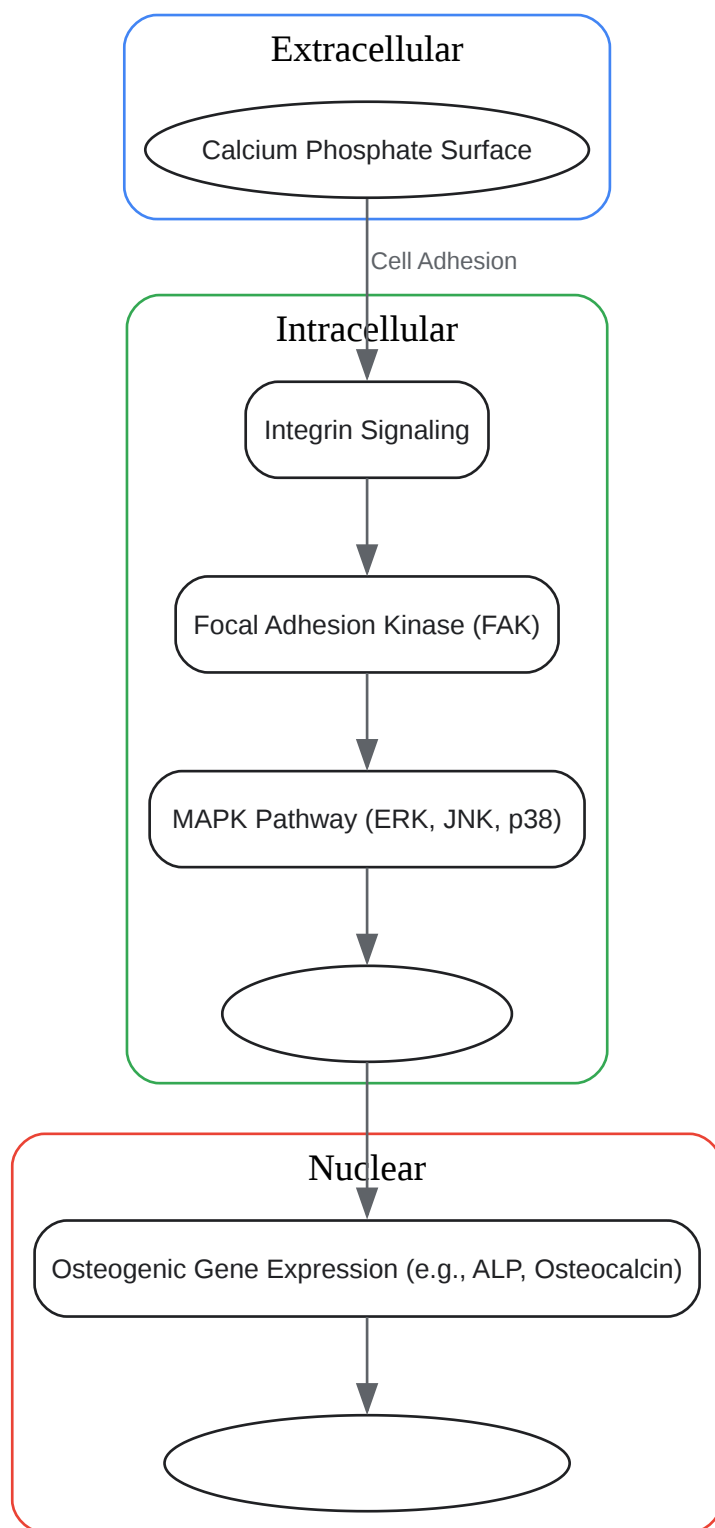 Extracellular
Calcium Phosphate Surface
Cell Adhesion
Intracellular
Integrin Signaling
Focal Adhesion Kinase (FAK)
MAPK Pathway (ERK, JNK, p38)
Nuclear
Osteogenic Gene Expression (e.g., ALP, Osteocalcin)